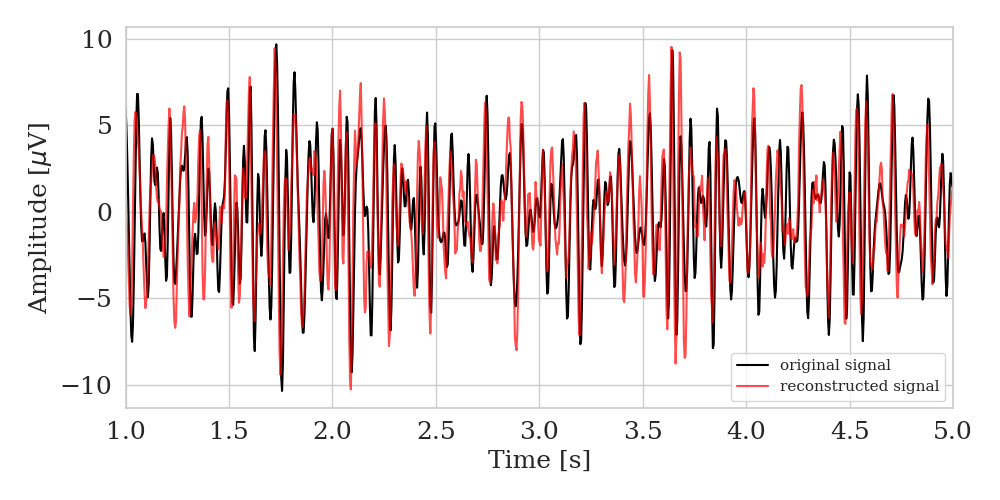 Amplitude [μV]
10
5
0
−5
−10
original signal
reconstructed signal
1.0 1.5 2.0 2.5 3.0 3.5 4.0 4.5 5.0
Time [s]